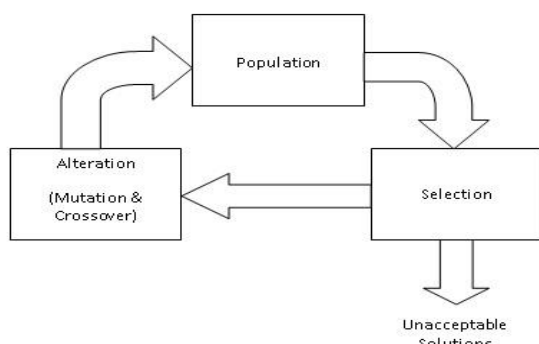 Population
Alteration
(Mutation &
Crossover)
Selection
Unacceptable
Solutions